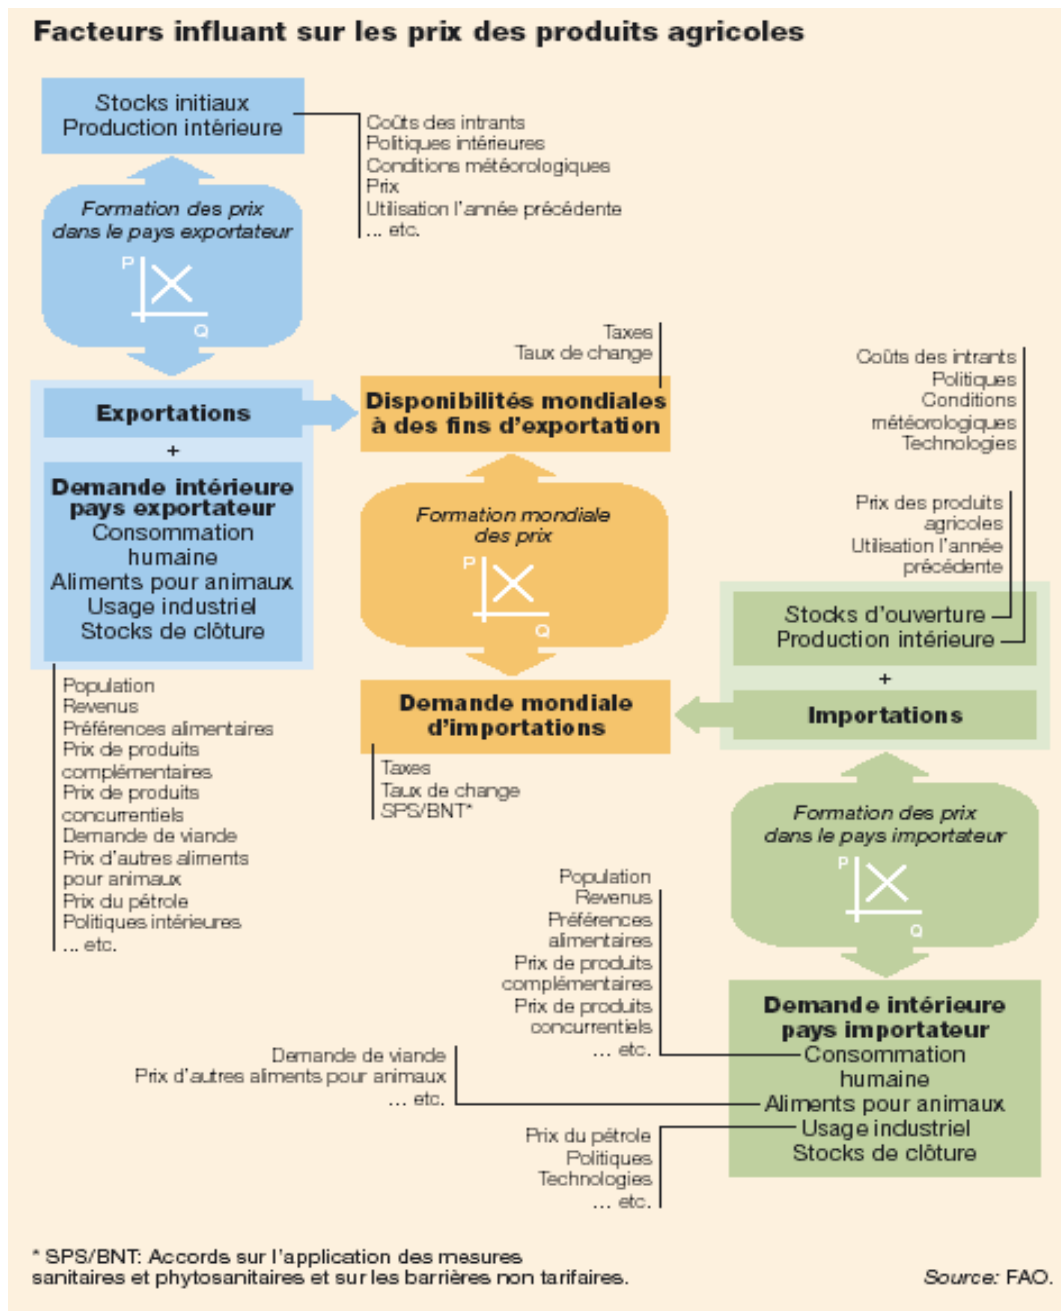 Facteurs influant sur les prix des produits agricoles
Stocks initiaux
Production intérieure
Coûts des intrants
Politiques intérieures
Conditions météorologiques
Prix
Utilisation l'année précédente
... etc.
Formation des prix
dans le pays exportateur
P
Q
Exportations
+
Demande intérieure
pays exportateur
Consommation
humaine
Aliments pour animaux
Usage industriel
Stocks de clôture
Population
Revenus
Préférences alimentaires
Prix de produits
complémentaires
Prix de produits
concurrentiels
Demande de viande
Prix d'autres aliments
pour animaux
Prix du pétrole
Politiques intérieures
... etc.
Taxes
Taux de change
Disponibilités mondiales
à des fins d'exportation
Formation mondiale
des prix
P
Q
Demande mondiale
d'importations
Taxes
Taux de change
SPS/BNT*
Coûts des intrants
Politiques
Conditions
météorologiques
Technologies
Prix des produits
agricoles
Utilisation l'année
précédente
Stocks d'ouverture
Production intérieure
+
Importations
Formation des prix
dans le pays importateur
P
Q
Population
Revenus
Préférences
alimentaires
Prix de produits
complémentaires
Prix de produits
concurrentiels
... etc.
Demande de viande
Prix d'autres aliments pour animaux
... etc.
Prix du pétrole
Politiques
Technologies
... etc.
Demande intérieure
pays importateur
Consommation
humaine
Aliments pour animaux
Usage industriel
Stocks de clôture
* SPS/BNT: Accords sur l'application des mesures
sanitaires et phytosanitaires et sur les barrières non tarifaires.
Source: FAO.